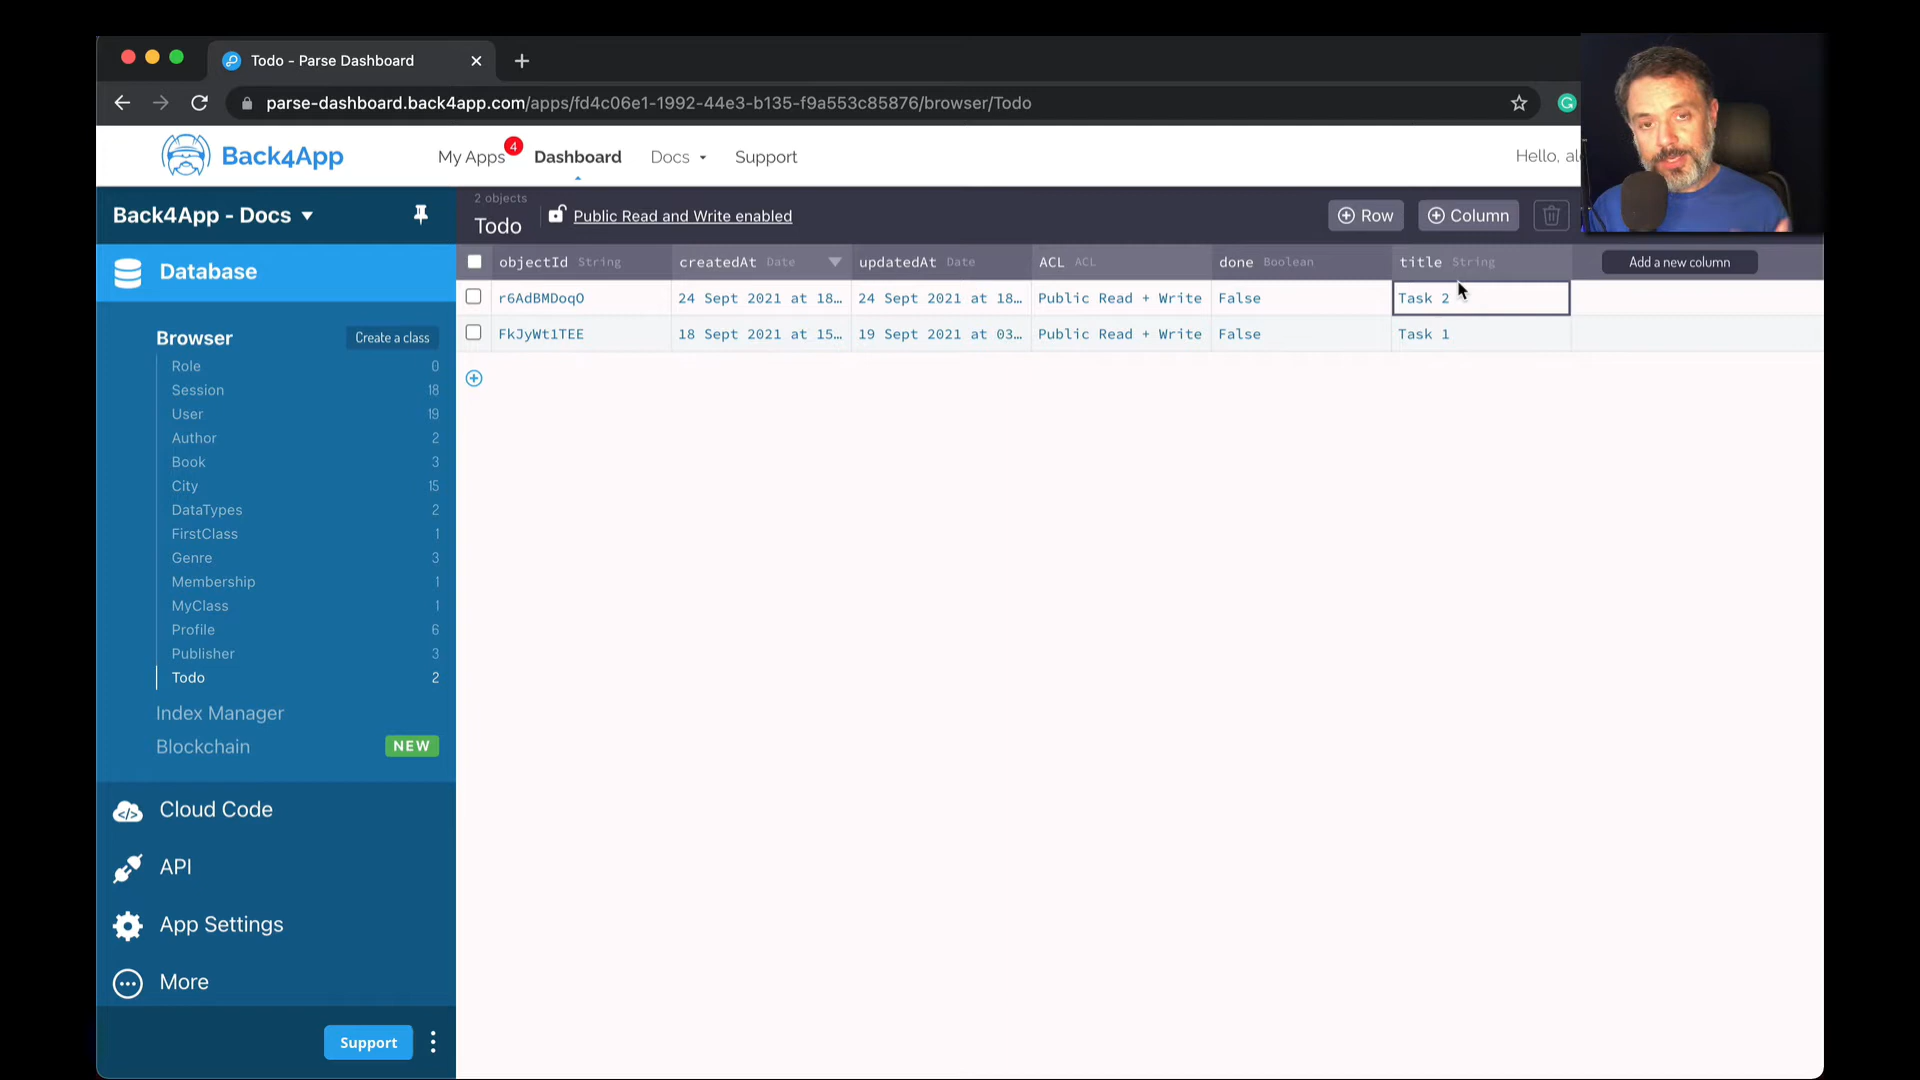 Todo - Parse Dashboard
parse-dashboard.back4app.com/apps/fd4c06e1-1992-44e3-b135-f9a553c85876/browser/Todo
Back4App
My Apps 4 Dashboard Docs Support
Hello,
Back4App - Docs
2 objects
Todo
Public Read and Write enabled
Row
Column
Database
objectId String createdAt Date updatedAt Date ACL ACL done Boolean title String Add a new column
r6AdBMDoqO 24 Sept 2021 at 18… 24 Sept 2021 at 18… Public Read + Write False Task 2
FkJyWt1TEE 18 Sept 2021 at 15… 19 Sept 2021 at 03… Public Read + Write False Task 1
Browser Create a class
Role 0
Session 18
User 19
Author 2
Book 3
City 15
DataTypes 2
FirstClass 1
Genre 3
Membership 1
MyClass 1
Profile 6
Publisher 3
Todo 2
Index Manager
Blockchain NEW
Cloud Code
API
App Settings
More
Support